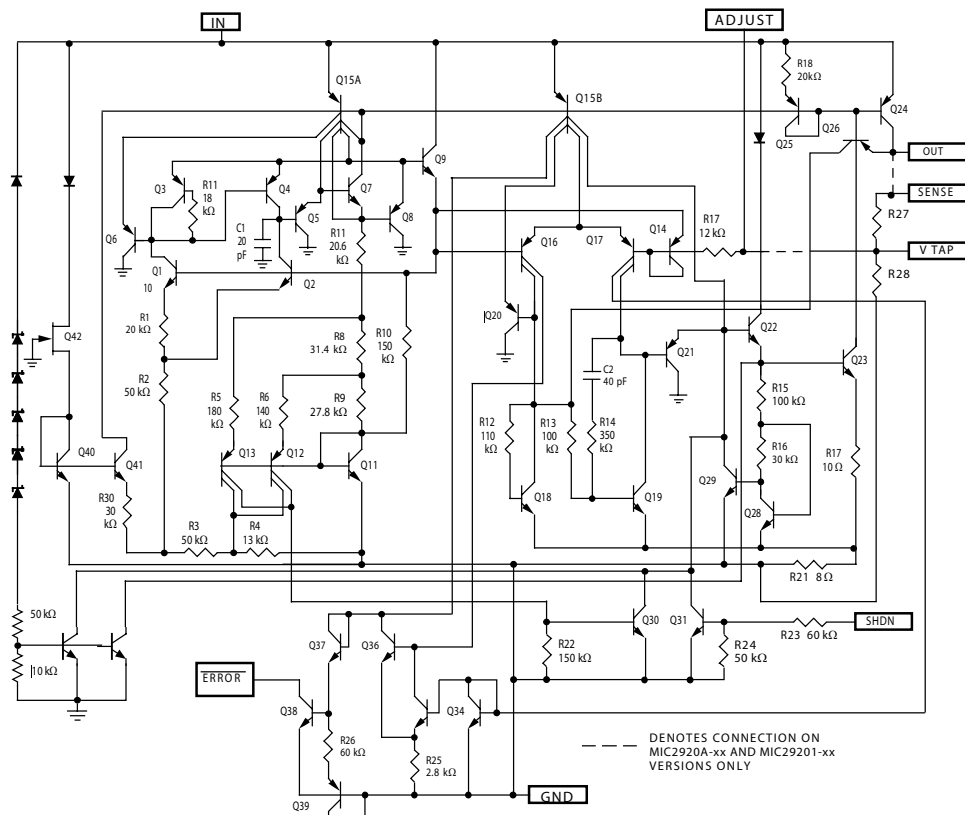 IN
ADJUST
R18
20kΩ
Q15A
Q15B
Q24
Q26
Q25
OUT
Q9
Q3
R11
18
kΩ
Q4
Q7
Q5
Q8
SENSE
R27
C1
20
pF
R11
20.6
kΩ
Q6
R17
12 kΩ
Q16
Q17
Q14
V TAP
Q1
10
Q2
R28
R1
20 kΩ
Q42
R8
31.4 kΩ
R10
150
kΩ
Q20
Q22
Q21
Q23
C2
40 pF
R2
50 kΩ
R5
180
kΩ
R6
140
kΩ
R9
27.8 kΩ
R15
100 kΩ
R12
110
kΩ
R13
100
kΩ
R14
350
kΩ
R16
30 kΩ
R17
10 Ω
Q40
Q41
Q13
Q12
Q11
Q29
Q18
Q19
Q28
R30
30
kΩ
R3
50 kΩ
R4
13 kΩ
R21 8 Ω
50 kΩ
10 kΩ
Q37
Q36
Q30
Q31
SHDN
R23 60 kΩ
R22
150 kΩ
R24
50 kΩ
ERROR
Q38
Q34
R26
60 kΩ
R25
2.8 kΩ
DENOTES CONNECTION ON
MIC2920A-xx AND MIC29201-xx
VERSIONS ONLY
GND
Q39